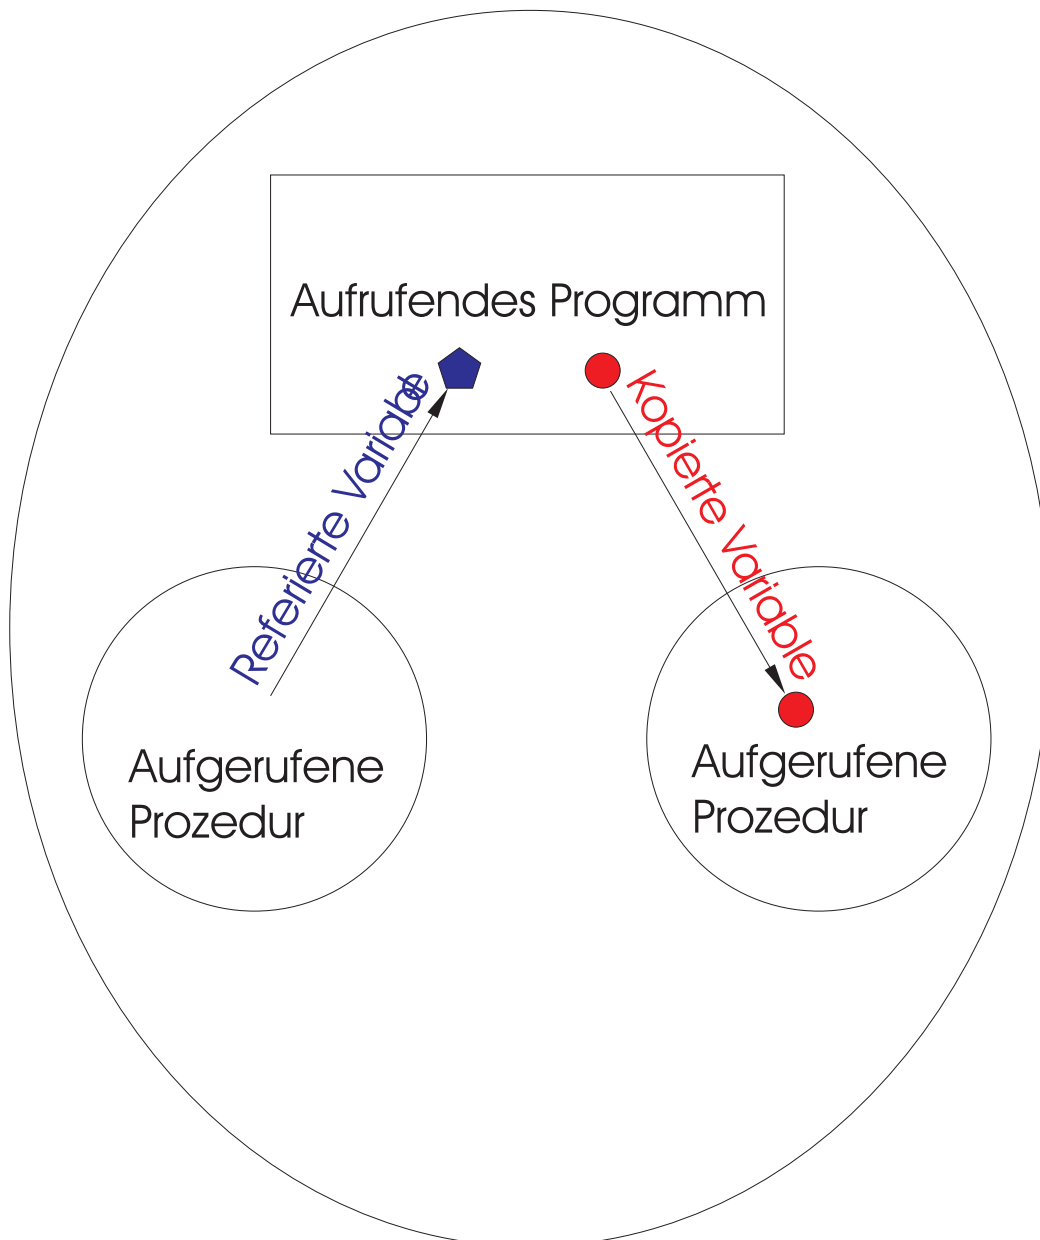 Aufrufendes Programm
Referierte Variable
Kopierte Variable
Aufgerufene
Prozedur
Aufgerufene
Prozedur